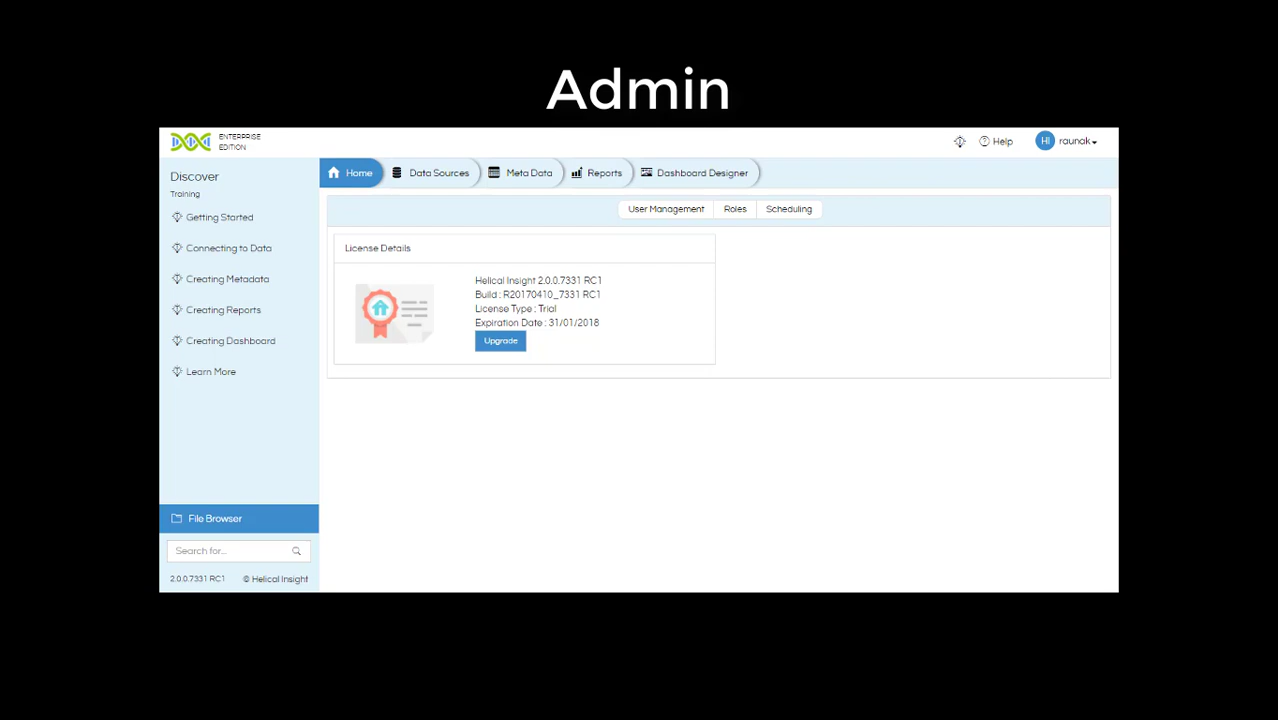 Admin
ENTERPRISE
EDITION
Help
HI
raunak
Discover
Training
Getting Started
Connecting to Data
Creating Metadata
Creating Reports
Creating Dashboard
Learn More
File Browser
Search for...
2.0.0.7331 RC1 © Helical Insight
Home
Data Sources
Meta Data
Reports
Dashboard Designer
User Management
Roles
Scheduling
License Details
Helical Insight 2.0.0.7331 RC1
Build : R20170410_7331 RC1
License Type : Trial
Expiration Date : 31/01/2018
Upgrade